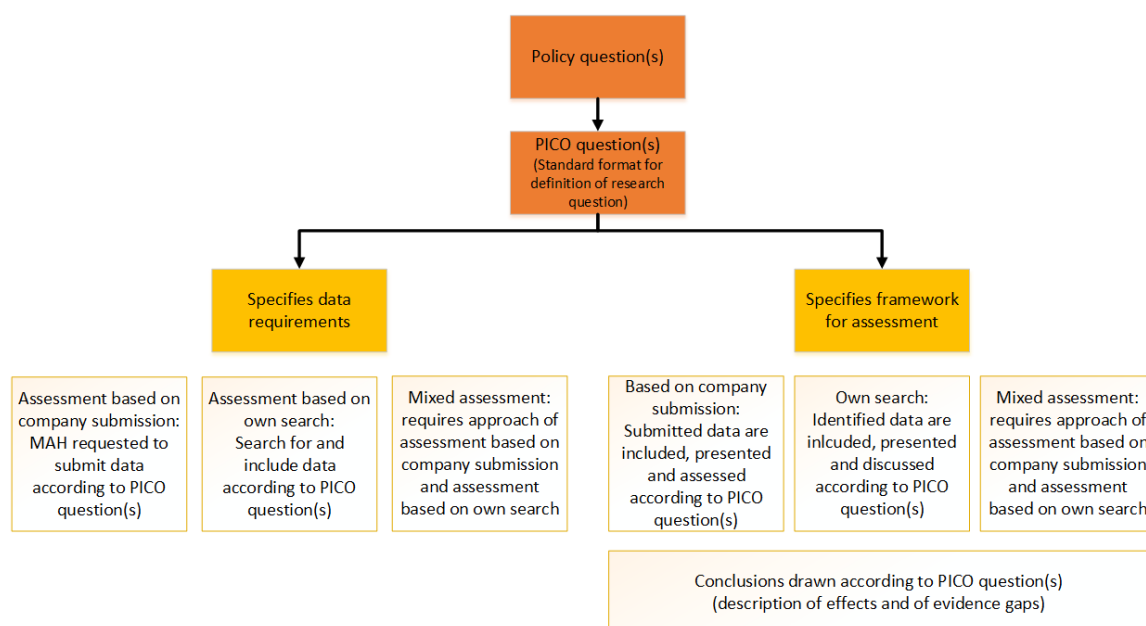 Policy question(s)
PICO question(s)
(Standard format for
definition of research
question)
Specifies data
requirements
Specifies framework
for assessment
Assessment based on
company submission:
MAH requested to
submit data
according to PICO
question(s)
Assessment based on
own search:
Search for and
include data
according to PICO
question(s)
Mixed assessment:
requires approach of
assessment based on
company submission
and assessment
based on own search
Based on company
submission:
Submitted data are
included, presented
and assessed
according to PICO
question(s)
Own search:
Identified data are
inlcuded, presented
and discussed
according to PICO
question(s)
Mixed assessment:
requires approach of
assessment based on
company submission
and assessment
based on own search
Conclusions drawn according to PICO question(s)
(description of effects and of evidence gaps)